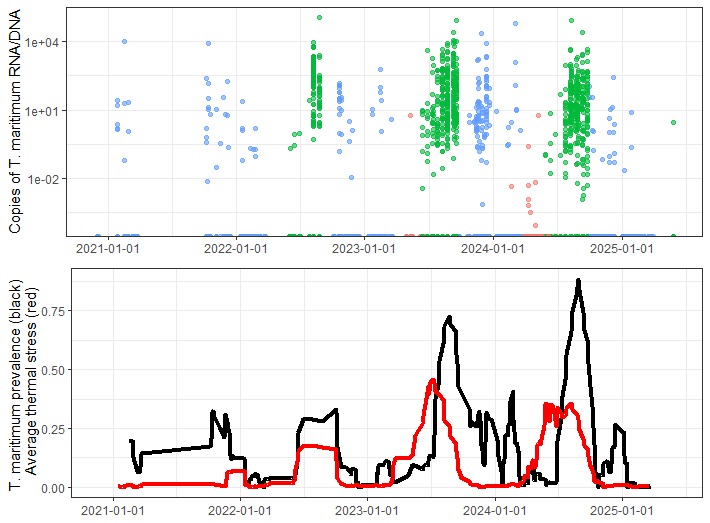 Copies of T. maritimum RNA/DNA
1e+04
1e+01
1e-02
2021-01-01 2022-01-01 2023-01-01 2024-01-01 2025-01-01
T. maritimum prevalence (black)
Average thermal stress (red)
0.75
0.50
0.25
0.00
2021-01-01 2022-01-01 2023-01-01 2024-01-01 2025-01-01